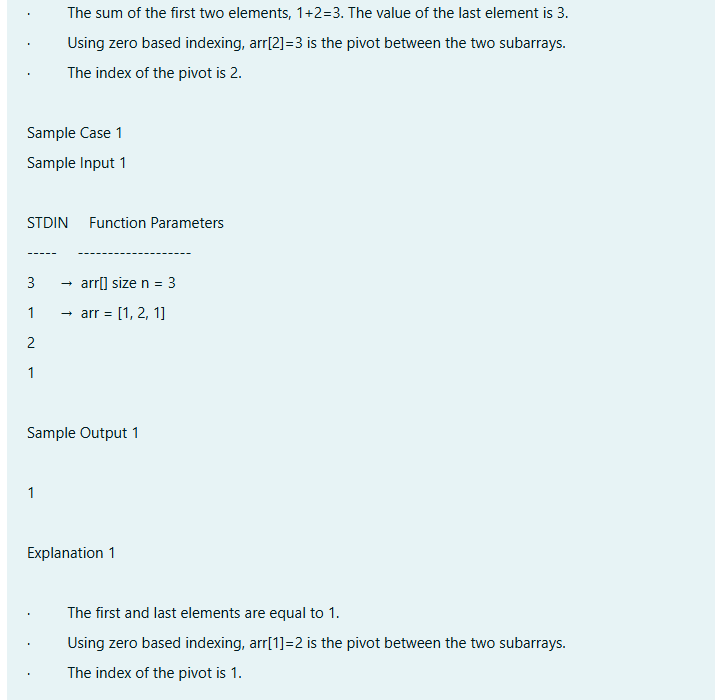 · The sum of the first two elements, 1+2=3. The value of the last element is 3.
· Using zero based indexing, arr[2]=3 is the pivot between the two subarrays.
· The index of the pivot is 2.
Sample Case 1
Sample Input 1
STDIN Function Parameters
----- -------------------
3 → arr[] size n = 3
1 → arr = [1, 2, 1]
2
1
Sample Output 1
1
Explanation 1
· The first and last elements are equal to 1.
· Using zero based indexing, arr[1]=2 is the pivot between the two subarrays.
· The index of the pivot is 1.